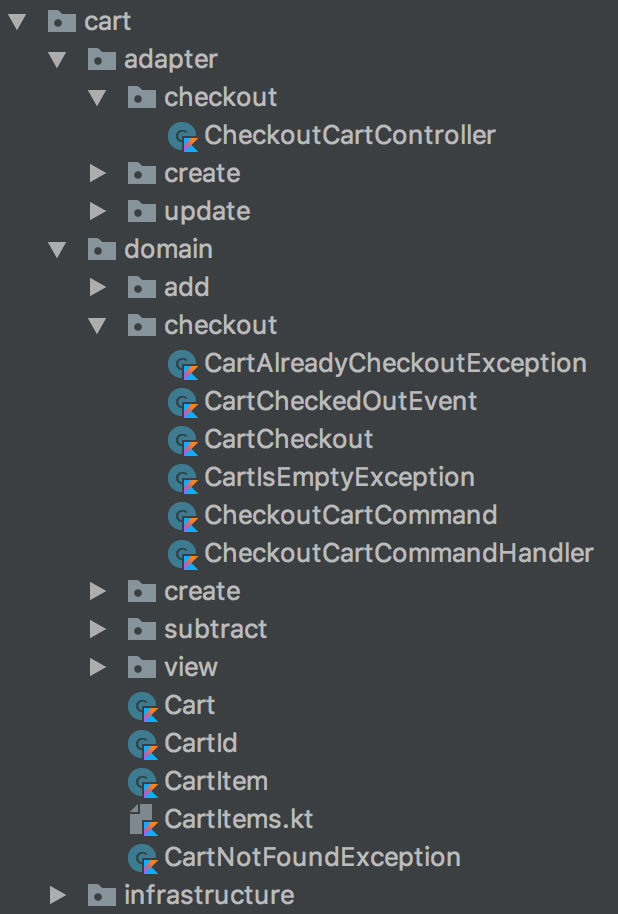 cart
adapter
checkout
CheckoutCartController
create
update
domain
add
checkout
CartAlreadyCheckoutException
CartCheckedOutEvent
CartCheckout
CartIsEmptyException
CheckoutCartCommand
CheckoutCartCommandHandler
create
subtract
view
Cart
CartId
CartItem
CartItems.kt
CartNotFoundException
infrastructure